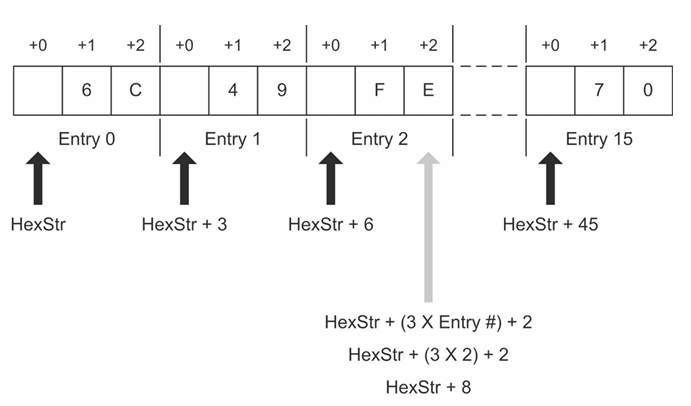 +0 +1 +2 +0 +1 +2 +0 +1 +2 +0 +1 +2
6 C 4 9 F E 7 0
Entry 0 Entry 1 Entry 2 Entry 15
HexStr HexStr + 3 HexStr + 6 HexStr + 45
HexStr + (3 X Entry #) + 2
HexStr + (3 X 2) + 2
HexStr + 8